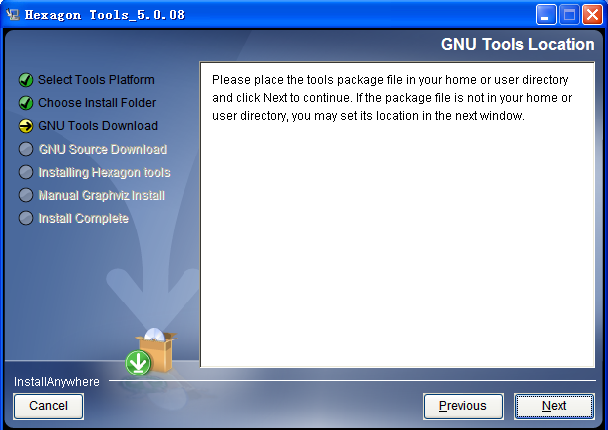 Hexagon Tools_5.0.08
GNU Tools Location
Select Tools Platform
Choose Install Folder
GNU Tools Download
GNU Source Download
Installing Hexagon tools
Manual Graphviz Install
Install Complete
Please place the tools package file in your home or user directory
and click Next to continue. If the package file is not in your home or
user directory, you may set its location in the next window.
InstallAnywhere
Cancel
Previous
Next